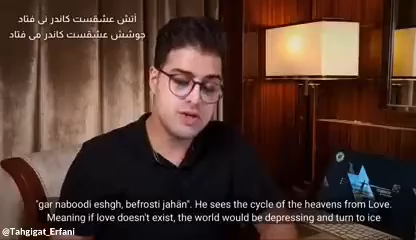 آتش عشقست کاندر نی فتاد
جوشش عشقست کاندر می فتاد
"gar naboodi eshgh, befrosti jahän". He sees the cycle of the heavens from Love.
Meaning if love doesn't exist, the world would be depressing and turn to ice
@Tahgigat_Erfani